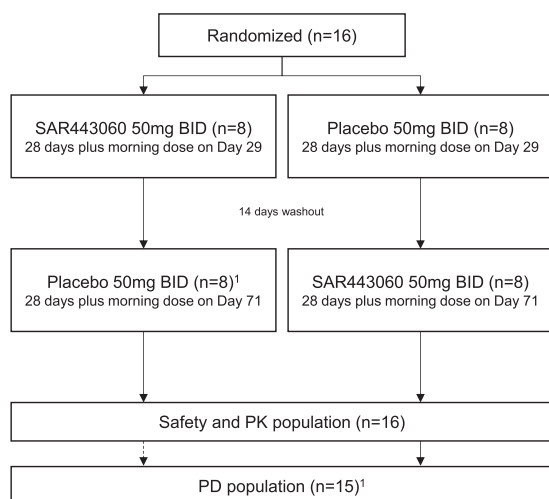 Randomized (n=16)
SAR443060 50mg BID (n=8)
28 days plus morning dose on Day 29
Placebo 50mg BID (n=8)
28 days plus morning dose on Day 29
14 days washout
Placebo 50mg BID (n=8)¹
28 days plus morning dose on Day 71
SAR443060 50mg BID (n=8)
28 days plus morning dose on Day 71
Safety and PK population (n=16)
PD population (n=15)¹